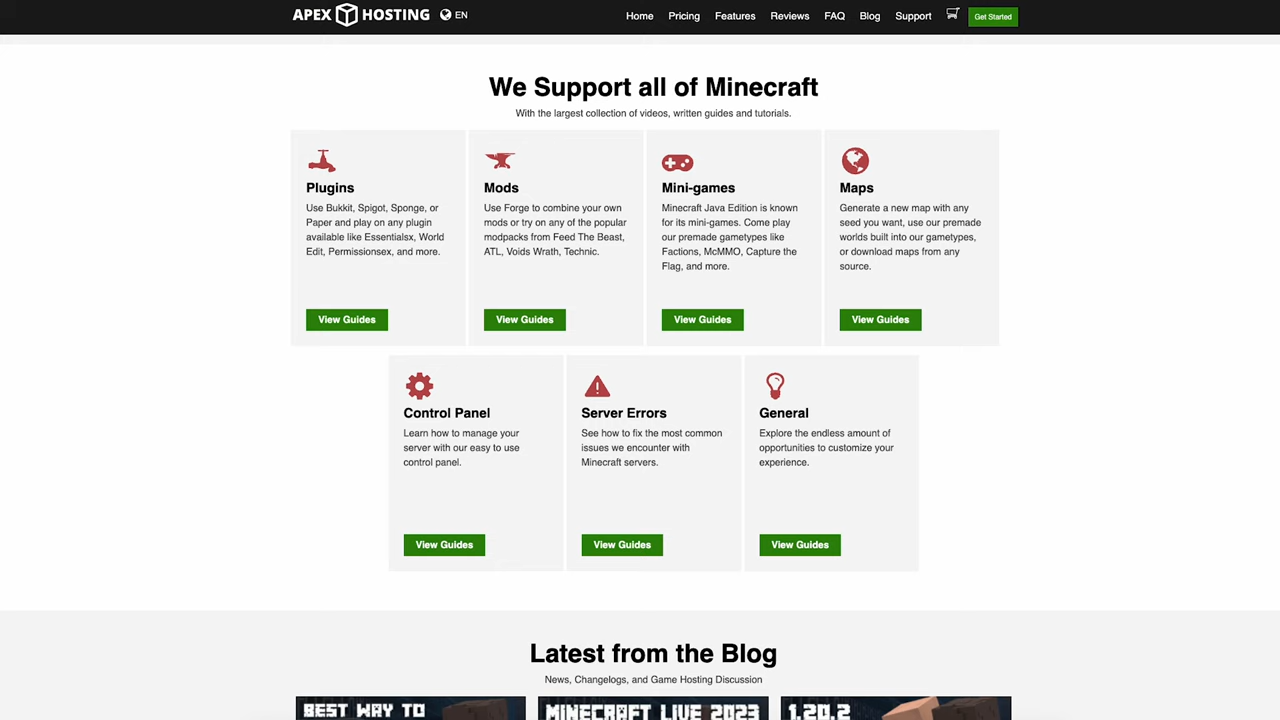 APEX HOSTING EN Home Pricing Features Reviews FAQ Blog Support Get Started
We Support all of Minecraft
With the largest collection of videos, written guides and tutorials.
Plugins
Use Bukkit, Spigot, Sponge, or
Paper and play on any plugin
available like Essentialsx, World
Edit, Permissionsex, and more.
View Guides
Mods
Use Forge to combine your own
mods or try on any of the popular
modpacks from Feed The Beast,
ATL, Voids Wrath, Technic.
View Guides
Mini-games
Minecraft Java Edition is known
for its mini-games. Come play
our premade gametypes like
Factions, McMMO, Capture the
Flag, and more.
View Guides
Maps
Generate a new map with any
seed you want, use our premade
worlds built into our gametypes,
or download maps from any
source.
View Guides
Control Panel
Learn how to manage your
server with our easy to use
control panel.
View Guides
Server Errors
See how to fix the most common
issues we encounter with
Minecraft servers.
View Guides
General
Explore the endless amount of
opportunities to customize your
experience.
View Guides
Latest from the Blog
News, Changelogs, and Game Hosting Discussion
BEST WAY TO
MINECRAFT LIVE 2023
1.20.2